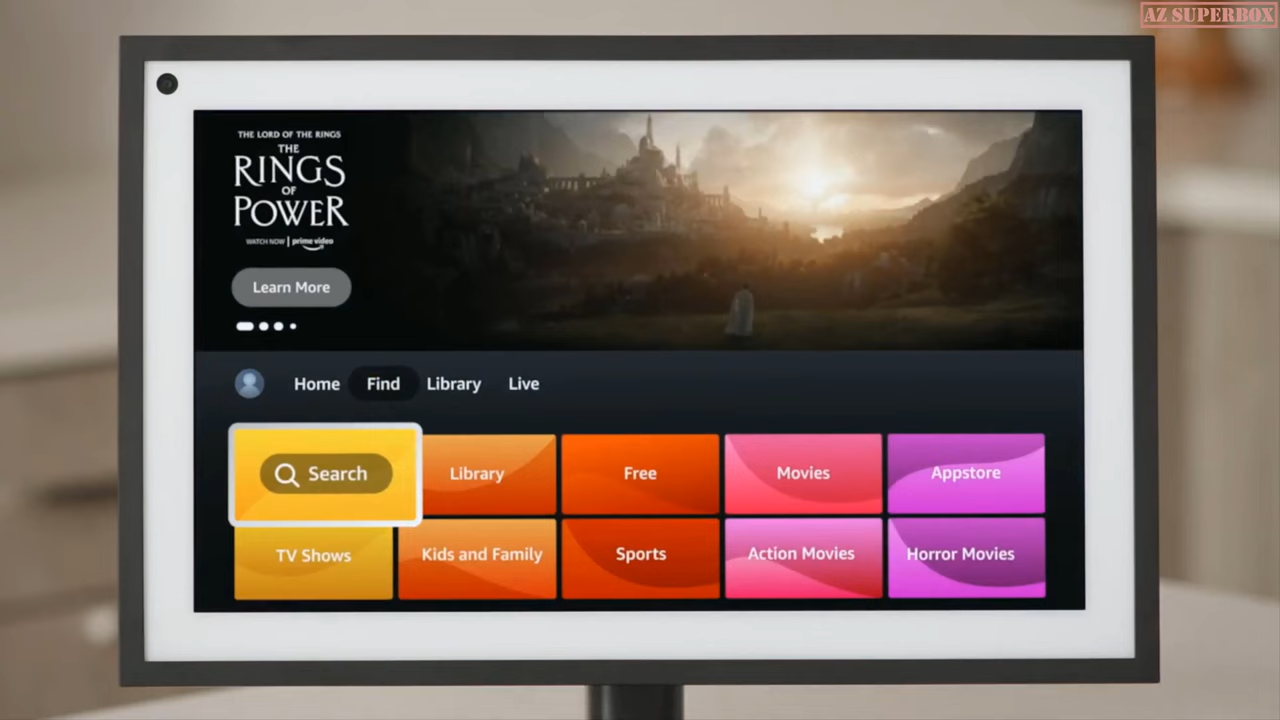 AZ SUPERBOX
THE LORD OF THE RINGS
THE
RINGS
OF
POWER
WATCH NOW | prime video
Learn More
Home Find Library Live
Search Library Free Movies Appstore
TV Shows Kids and Family Sports Action Movies Horror Movies